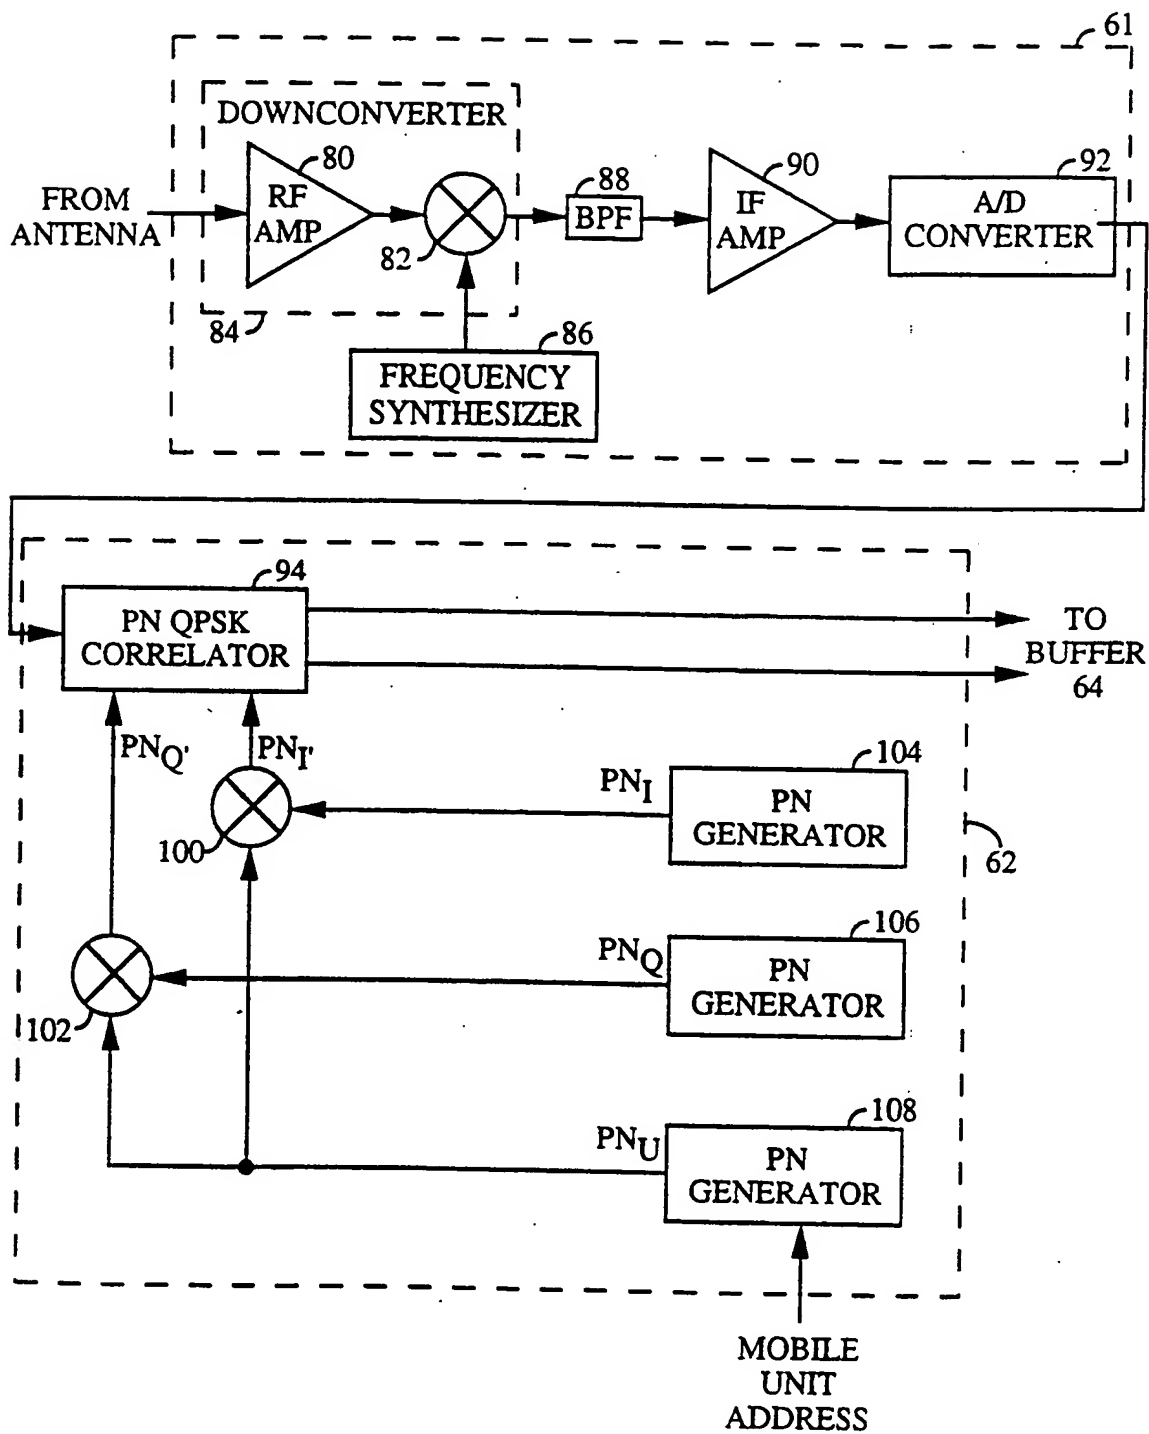 61
DOWNCONVERTER
80
RF
AMP
82
84
FROM
ANTENNA
88
BPF
90
IF
AMP
92
A/D
CONVERTER
86
FREQUENCY
SYNTHESIZER
94
PN QPSK
CORRELATOR
TO
BUFFER
64
PNQ'
PNI'
100
PNI
104
PN
GENERATOR
62
102
PNQ
106
PN
GENERATOR
PNU
108
PN
GENERATOR
MOBILE
UNIT
ADDRESS